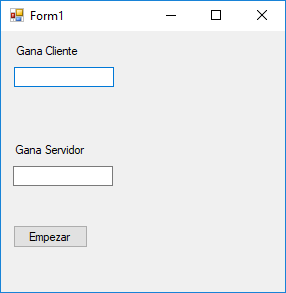 Form1
Gana Cliente
Gana Servidor
Empezar